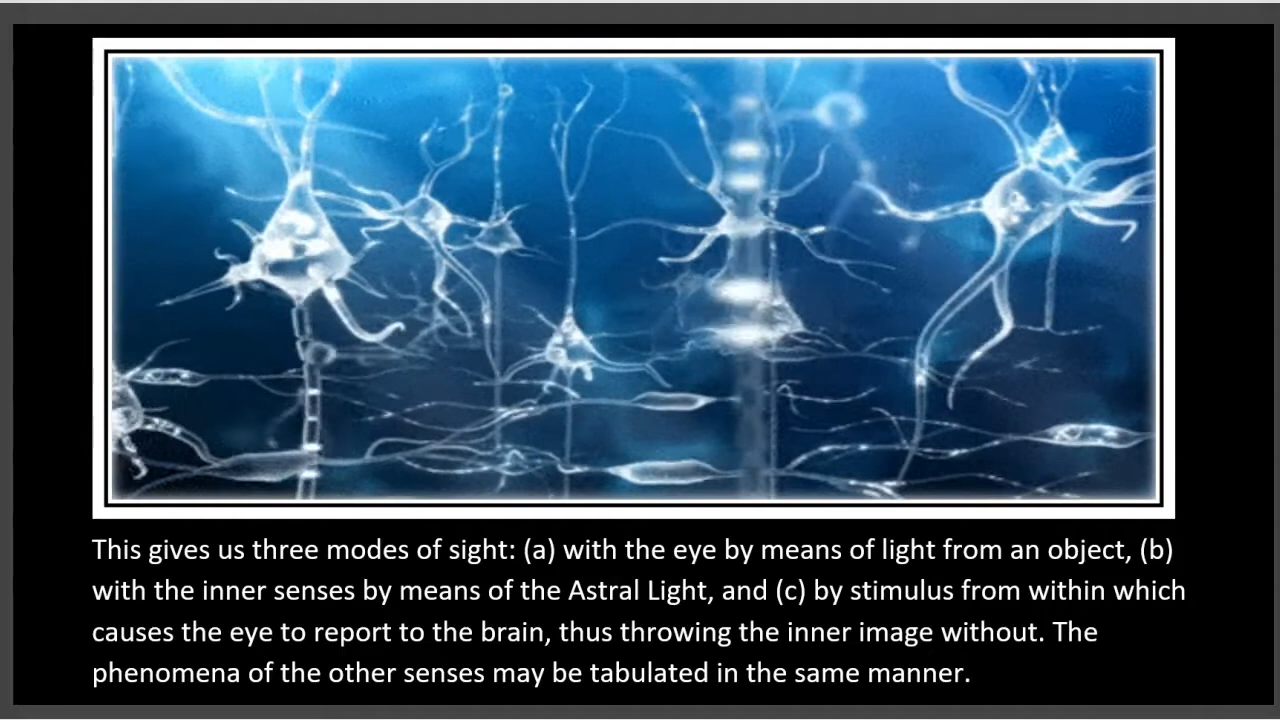 This gives us three modes of sight: (a) with the eye by means of light from an object, (b)
with the inner senses by means of the Astral Light, and (c) by stimulus from within which
causes the eye to report to the brain, thus throwing the inner image without. The
phenomena of the other senses may be tabulated in the same manner.